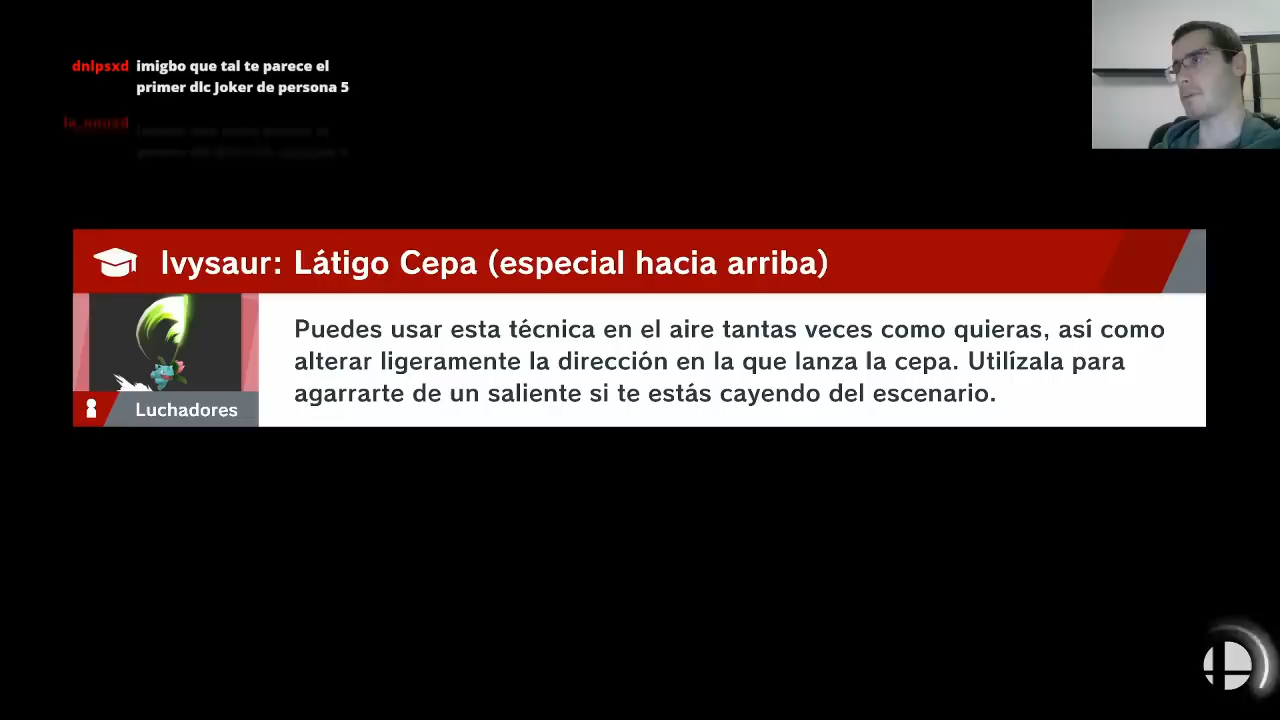 dnlpsxd imigbo que tal te parece el
primer dlc Joker de persona 5
Ivysaur: Látigo Cepa (especial hacia arriba)
Puedes usar esta técnica en el aire tantas veces como quieras, así como
alterar ligeramente la dirección en la que lanza la cepa. Utilízala para
agarrarte de un saliente si te estás cayendo del escenario.
Luchadores